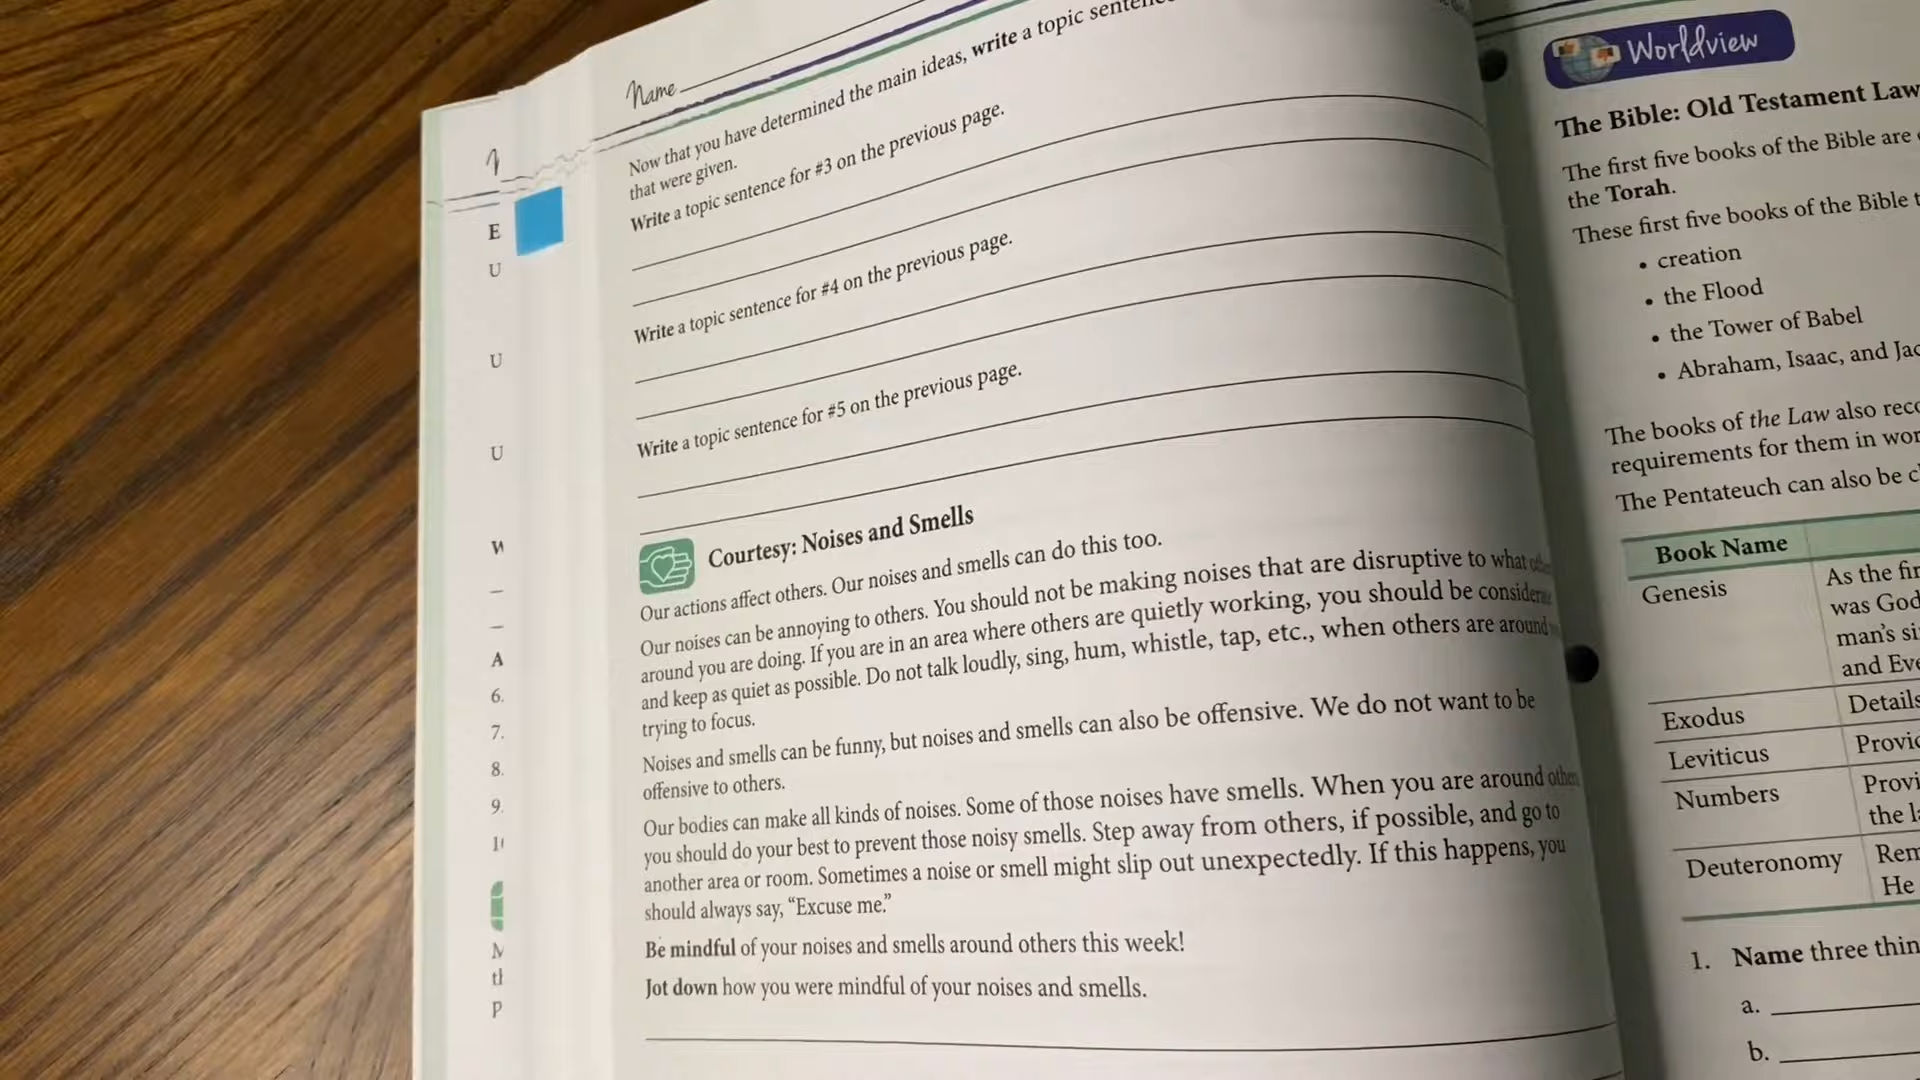 Name
Now that you have determined the main ideas, write a topic
that were given.
Write a topic sentence for #3 on the previous page.
Write a topic sentence for #4 on the previous page.
Write a topic sentence for #5 on the previous page.
Courtesy: Noises and Smells
Our actions affect others. Our noises and smells can do this too.
Our noises can be annoying to others. You should not be making noises that are disruptive to what
around you are doing. If you are in an area where others are quietly working, you should be
and keep as quiet as possible. Do not talk loudly, sing, hum, whistle, tap, etc., when others are around
trying to focus.
Noises and smells can be funny, but noises and smells can also be offensive. We do not want to be
offensive to others.
Our bodies can make all kinds of noises. Some of those noises have smells. When you are around
you should do your best to prevent those noisy smells. Step away from others, if possible, and go to
another area or room. Sometimes a noise or smell might slip out unexpectedly. If this happens, you
should always say, “Excuse me.”
Be mindful of your noises and smells around others this week!
Jot down how you were mindful of your noises and smells.
E
U
U
U
A
6.
7.
8.
9.
Worldview
The Bible: Old Testament Law
The first five books of the Bible are
the Torah.
These first five books of the Bible
• creation
• the Flood
• the Tower of Babel
• Abraham, Isaac, and
The books of the Law also
requirements for them in
The Pentateuch can also be
Book Name
Genesis
As the
was God
man's
and
Exodus
Details
Leviticus
Numbers
the
Deuteronomy
He
1. Name three
a.
b.